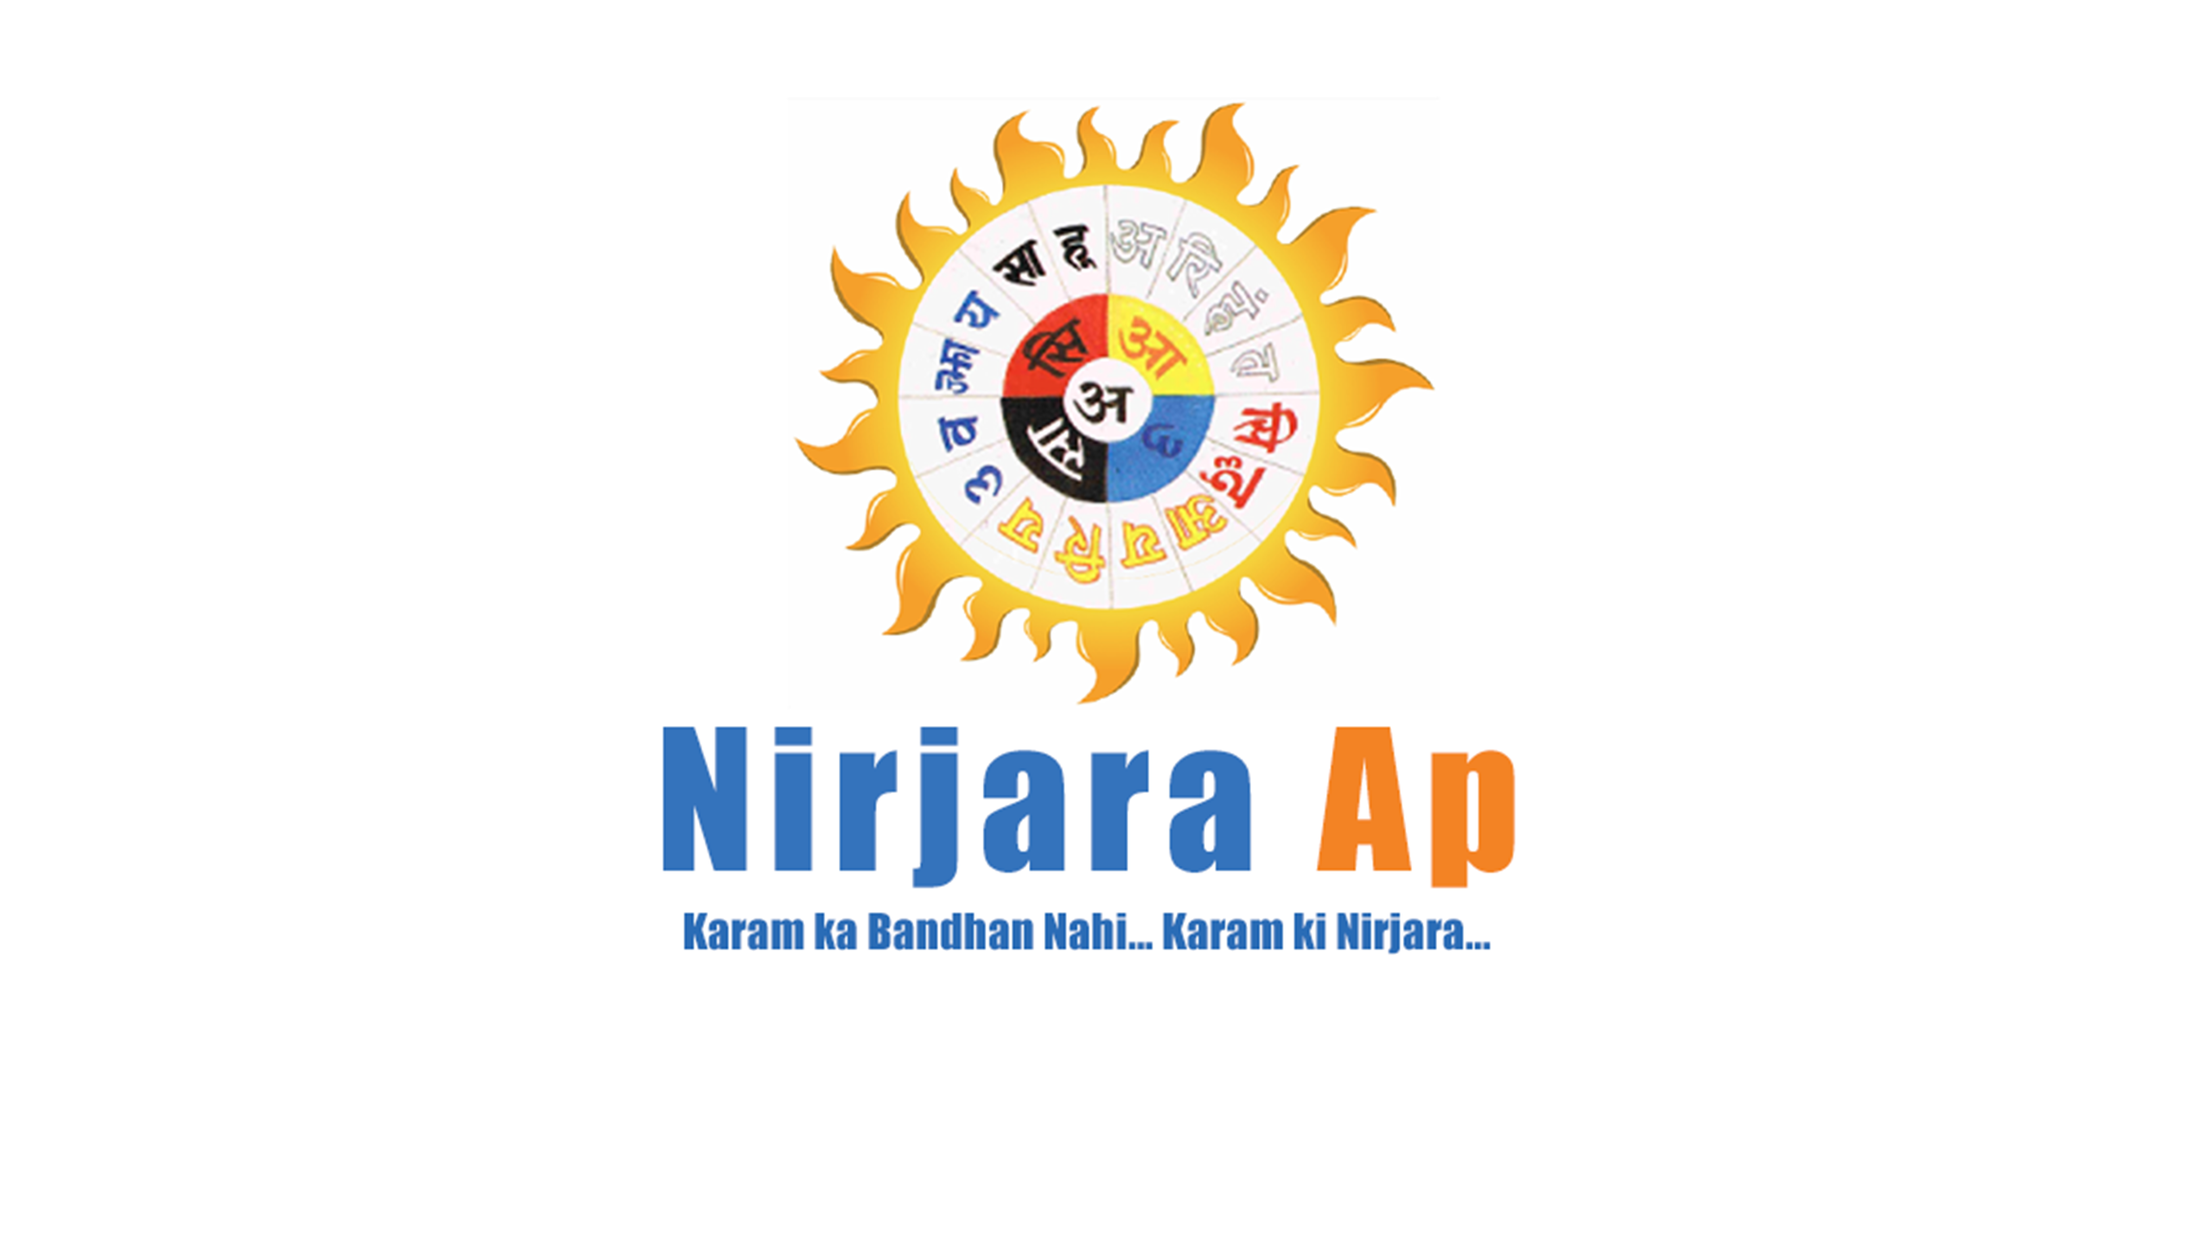 अ रि हं त सि द्ध आ य रि य उ व ज्झा य सा हू
सि आ
अ
सा उ
Nirjara Ap
Karam ka Bandhan Nahi... Karam ki Nirjara...